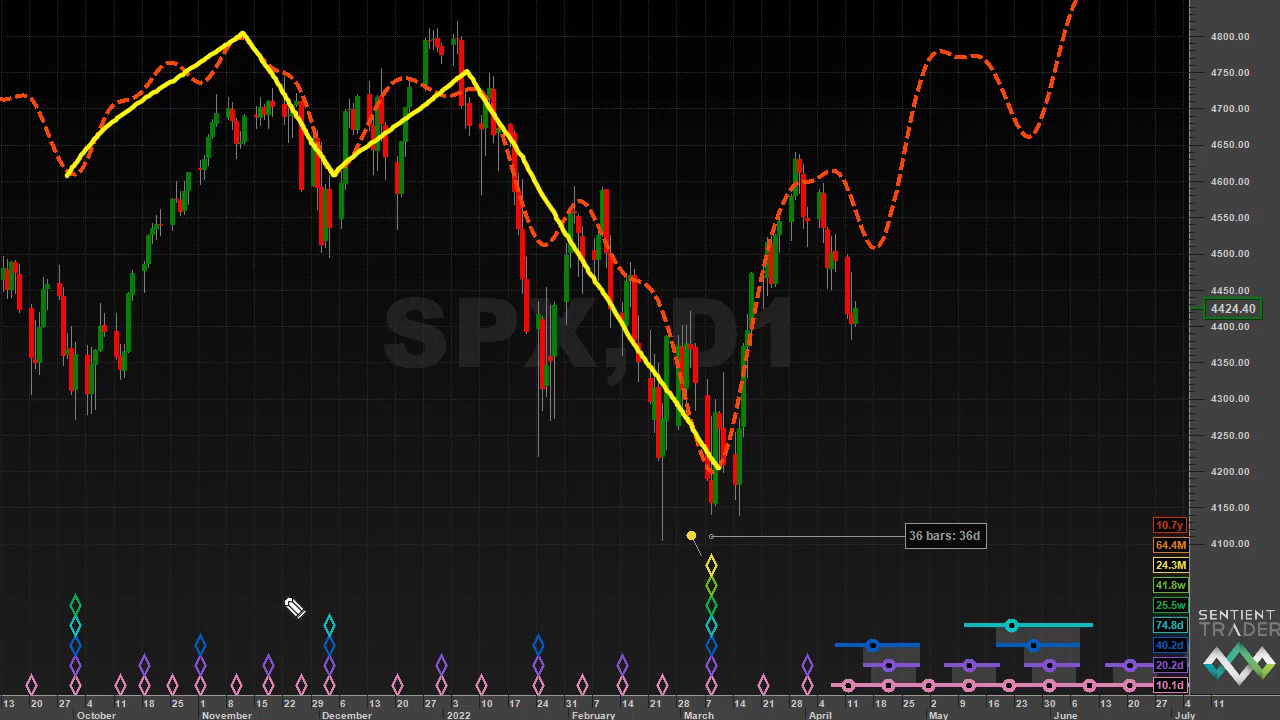 SPX, D1
4800.00
4750.00
4700.00
4650.00
4600.00
4550.00
4500.00
4450.00
4424.40
4400.00
4350.00
4300.00
4250.00
4200.00
4150.00
4100.00
36 bars: 36d
10.7y
64.4M
24.3M
41.8w
25.5w
74.8d
40.2d
20.2d
10.1d
SENTIENT
TRADER
13 20 27 4 11 18 25 1 8 15 22 29 6 13 20 27 3 10 17 24 31 7 14 21 28 7 14 21 28 4 11 18 25 2 9 16 23 30 6 13 20 27 4 11
October November December 2022 February March April May June July